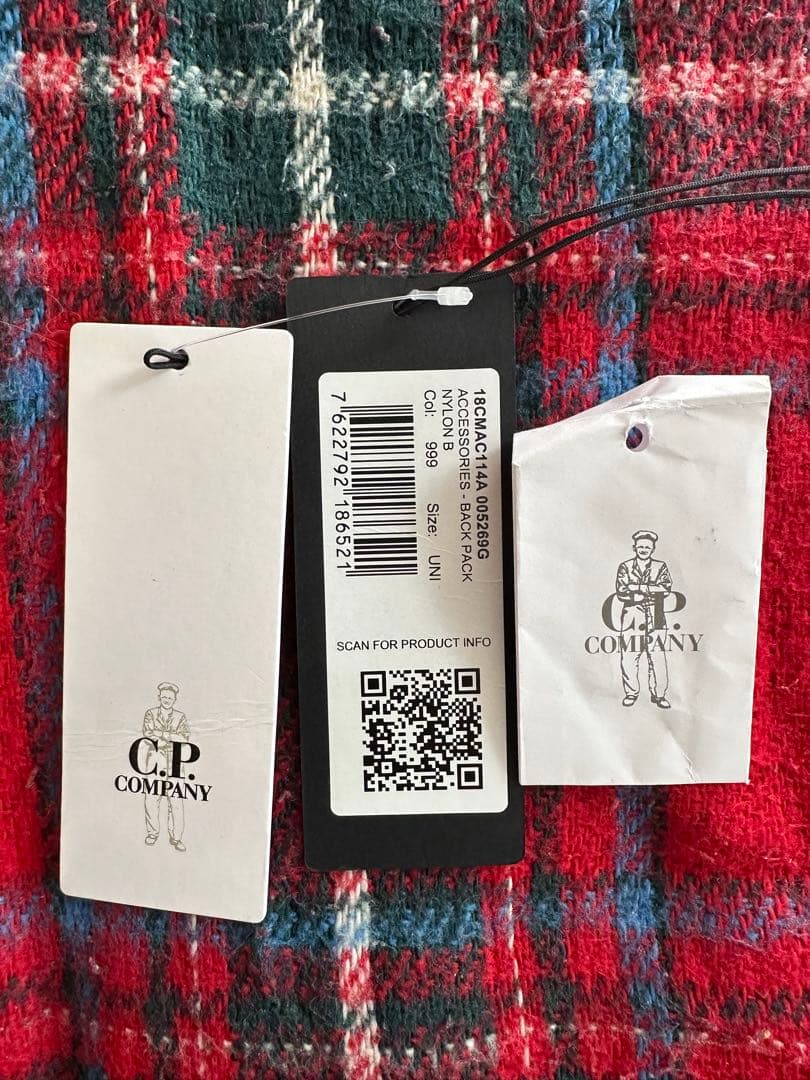 C.P.
COMPANY
18CMAC114A 005269G
ACCESSORIES - BACK PACK
NYLON B
Col: 999 Size: UNI
7 622792 186521
SCAN FOR PRODUCT INFO
C.P.
COMPANY